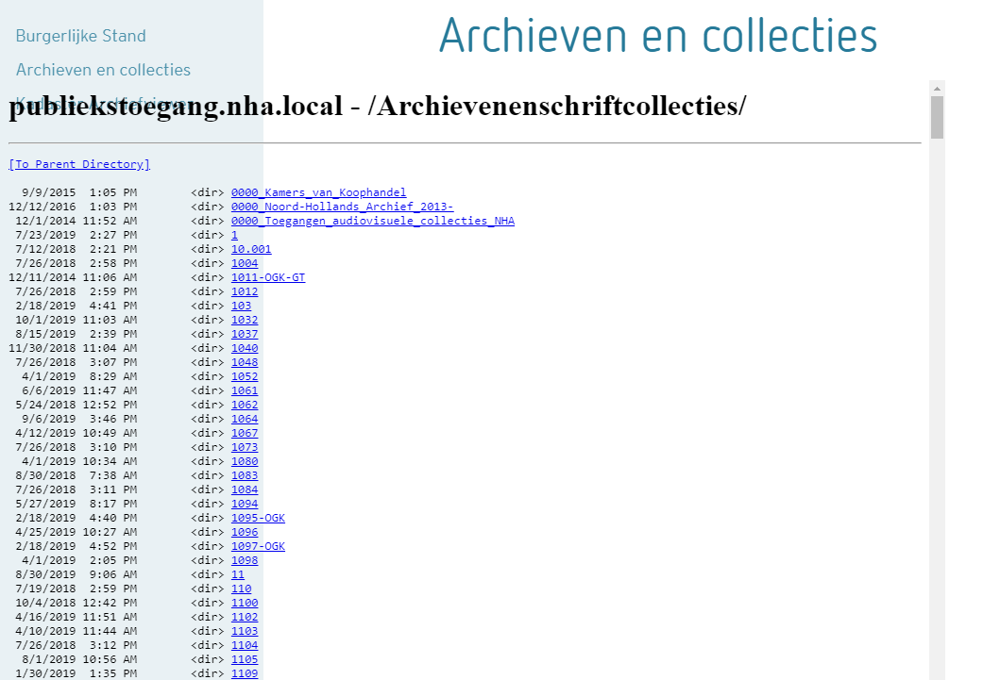 Burgerlijke Stand
Archieven en collecties
Archieven en collecties
Kadaster Archiefviewer
publiekstoegang.nha.local - /Archievenenschriftcollecties/
[To Parent Directory]
9/9/2015 1:05 PM <dir> 0000_Kamers_van_Koophandel
12/12/2016 1:03 PM <dir> 0000_Noord-Hollands_Archief_2013-
12/1/2014 11:52 AM <dir> 0000_Toegangen_audiovisuele_collecties_NHA
7/23/2019 2:27 PM <dir> 1
7/12/2018 2:21 PM <dir> 10.001
7/26/2018 2:58 PM <dir> 1004
12/11/2014 11:06 AM <dir> 1011-OGK-GT
7/26/2018 2:59 PM <dir> 1012
2/18/2019 4:41 PM <dir> 103
10/1/2019 11:03 AM <dir> 1032
8/15/2019 2:39 PM <dir> 1037
11/30/2018 11:04 AM <dir> 1040
7/26/2018 3:07 PM <dir> 1048
4/1/2019 8:29 AM <dir> 1052
6/6/2019 11:47 AM <dir> 1061
5/24/2018 12:52 PM <dir> 1062
9/6/2019 3:46 PM <dir> 1064
4/12/2019 10:49 AM <dir> 1067
7/26/2018 3:10 PM <dir> 1073
4/1/2019 10:34 AM <dir> 1080
8/30/2018 7:38 AM <dir> 1083
7/26/2018 3:11 PM <dir> 1084
5/27/2019 8:17 PM <dir> 1094
2/18/2019 4:40 PM <dir> 1095-OGK
4/25/2019 10:27 AM <dir> 1096
2/18/2019 4:52 PM <dir> 1097-OGK
4/1/2019 2:05 PM <dir> 1098
8/30/2019 9:06 AM <dir> 11
7/19/2018 2:59 PM <dir> 110
10/4/2018 12:42 PM <dir> 1100
4/16/2019 11:51 AM <dir> 1102
4/10/2019 11:44 AM <dir> 1103
7/26/2018 3:12 PM <dir> 1104
8/1/2019 10:56 AM <dir> 1105
1/30/2019 1:35 PM <dir> 1109